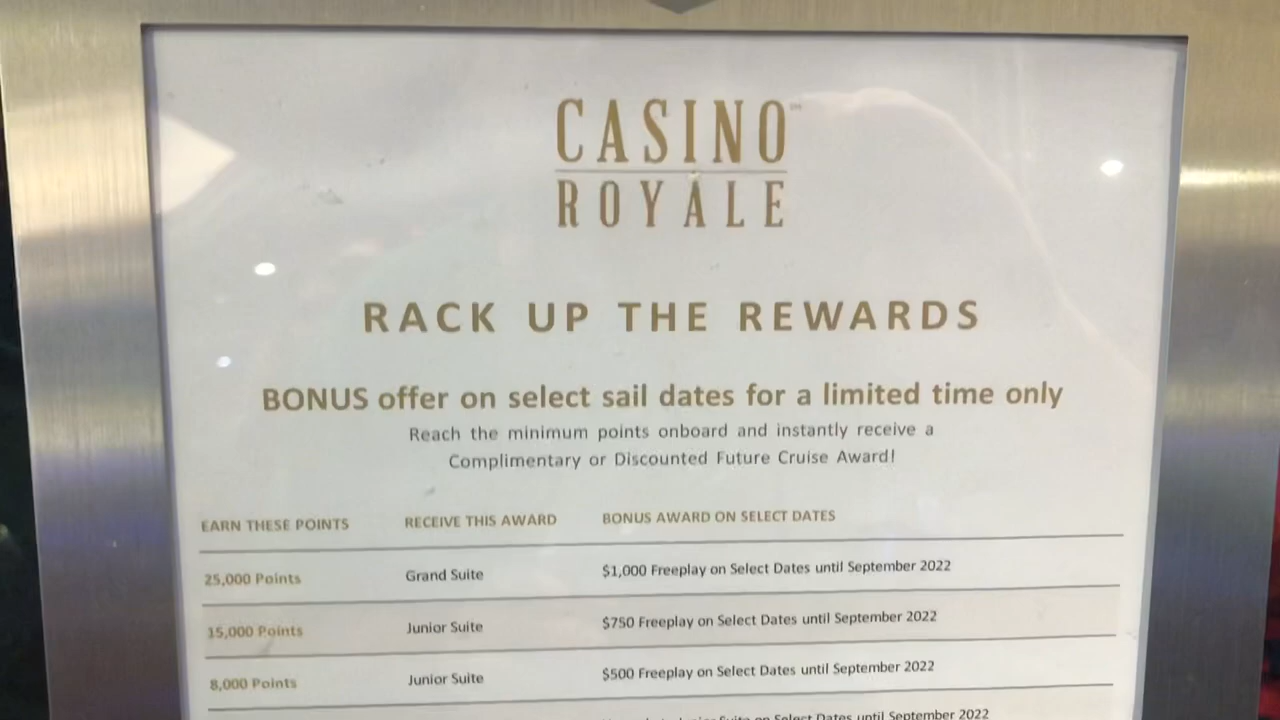 CASINO™
ROYALE
RACK UP THE REWARDS
BONUS offer on select sail dates for a limited time only
Reach the minimum points onboard and instantly receive a
Complimentary or Discounted Future Cruise Award!
EARN THESE POINTS RECEIVE THIS AWARD BONUS AWARD ON SELECT DATES
25,000 Points Grand Suite $1,000 Freeplay on Select Dates until September 2022
15,000 Points Junior Suite $750 Freeplay on Select Dates until September 2022
8,000 Points Junior Suite $500 Freeplay on Select Dates until September 2022
Suite on Select Dates until September 2022